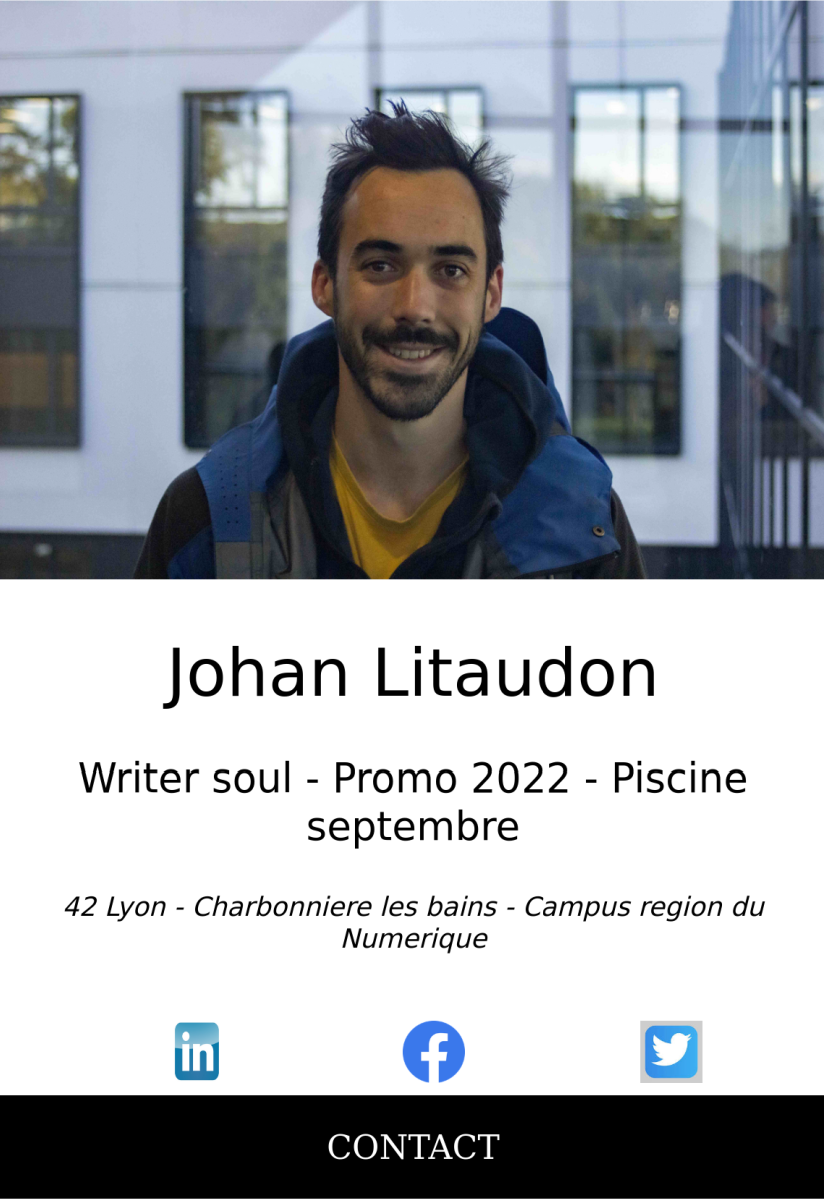 Johan Litaudon
Writer soul - Promo 2022 - Piscine
septembre
42 Lyon - Charbonniere les bains - Campus region du
Numerique
in
CONTACT